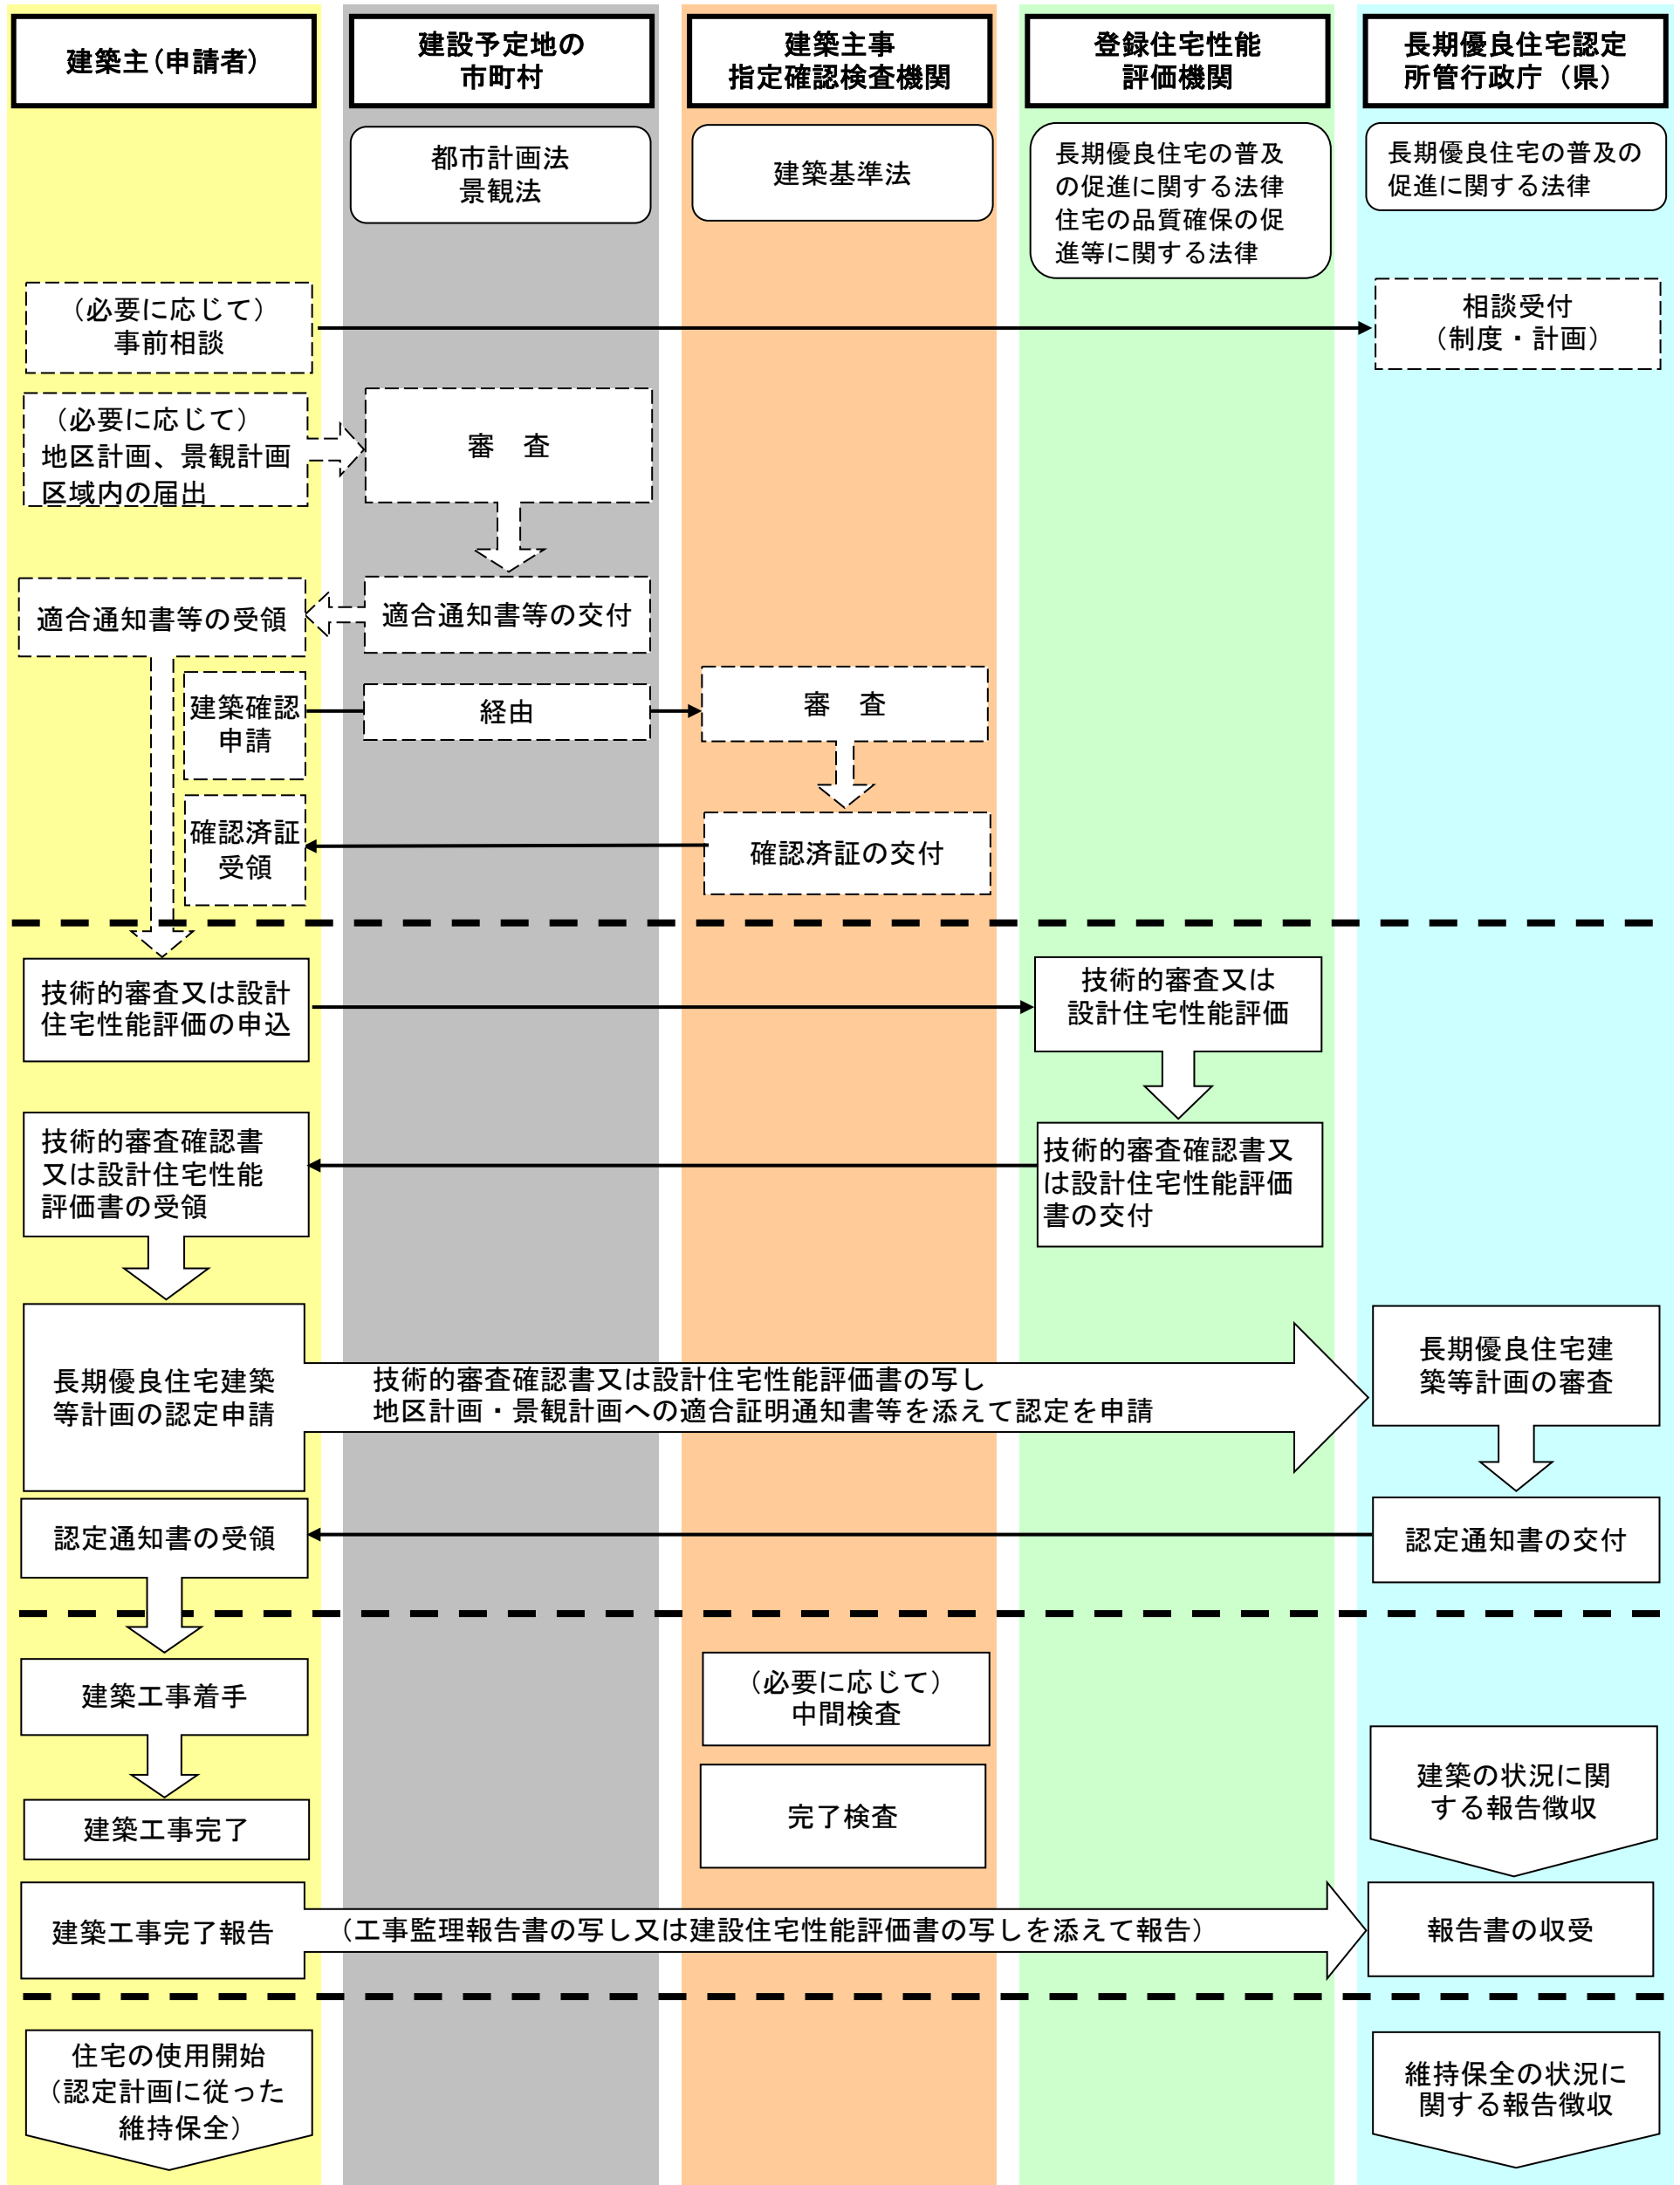 建築主（申請者）
建設予定地の
市町村
建築主事
指定確認検査機関
登録住宅性能
評価機関
長期優良住宅認定
所管行政庁（県）
都市計画法
景観法
建築基準法
長期優良住宅の普及
の促進に関する法律
住宅の品質確保の促
進等に関する法律
長期優良住宅の普及の
促進に関する法律
（必要に応じて）
事前相談
相談受付
（制度・計画）
（必要に応じて）
地区計画、景観計画
区域内の届出
審　査
適合通知書等の受領
適合通知書等の交付
建築確認
申請
経由
審　査
確認済証
受領
確認済証の交付
技術的審査又は設計
住宅性能評価の申込
技術的審査又は
設計住宅性能評価
技術的審査確認書
又は設計住宅性能
評価書の受領
技術的審査確認書又
は設計住宅性能評価
書の交付
長期優良住宅建築
等計画の認定申請
技術的審査確認書又は設計住宅性能評価書の写し
地区計画・景観計画への適合証明通知書等を添えて認定を申請
長期優良住宅建
築等計画の審査
認定通知書の受領
認定通知書の交付
建築工事着手
（必要に応じて）
中間検査
建築の状況に関
する報告徴収
建築工事完了
完了検査
建築工事完了報告
（工事監理報告書の写し又は建設住宅性能評価書の写しを添えて報告）
報告書の収受
住宅の使用開始
（認定計画に従った
維持保全）
維持保全の状況に
関する報告徴収